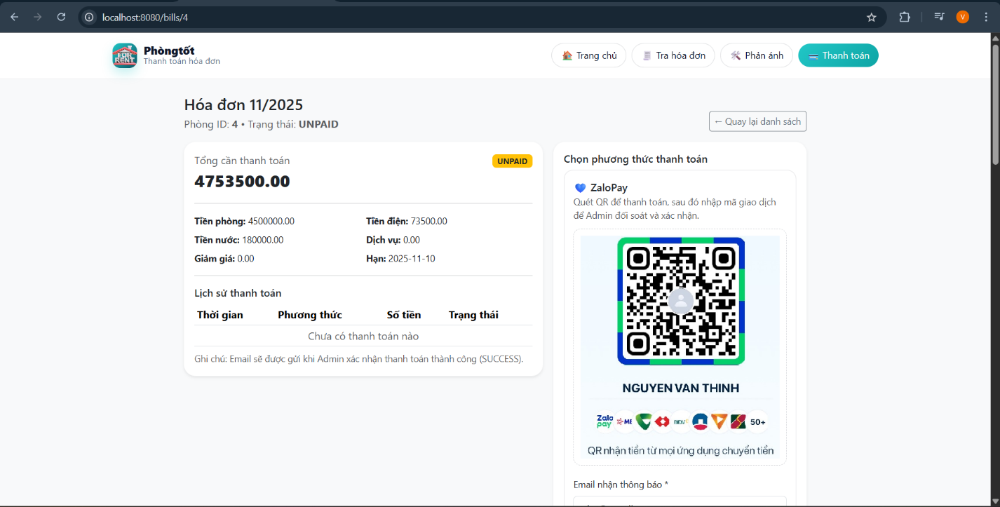 localhost:8080/bills/4
V
FOR
RENT
Phòngtốt
Thanh toán hóa đơn
Trang chủ
Tra hóa đơn
Phản ánh
Thanh toán
Hóa đơn 11/2025
Phòng ID: 4 • Trạng thái: UNPAID
← Quay lại danh sách
Tổng cần thanh toán
UNPAID
4753500.00
Tiền phòng: 4500000.00
Tiền điện: 73500.00
Tiền nước: 180000.00
Dịch vụ: 0.00
Giảm giá: 0.00
Hạn: 2025-11-10
Lịch sử thanh toán
Thời gian Phương thức Số tiền Trạng thái
Chưa có thanh toán nào
Ghi chú: Email sẽ được gửi khi Admin xác nhận thanh toán thành công (SUCCESS).
Chọn phương thức thanh toán
ZaloPay
Quét QR để thanh toán, sau đó nhập mã giao dịch
để Admin đối soát và xác nhận.
NGUYEN VAN THINH
Zalo
pay
MB
BIDV
50+
QR nhận tiền từ mọi ứng dụng chuyển tiền
Email nhận thông báo *